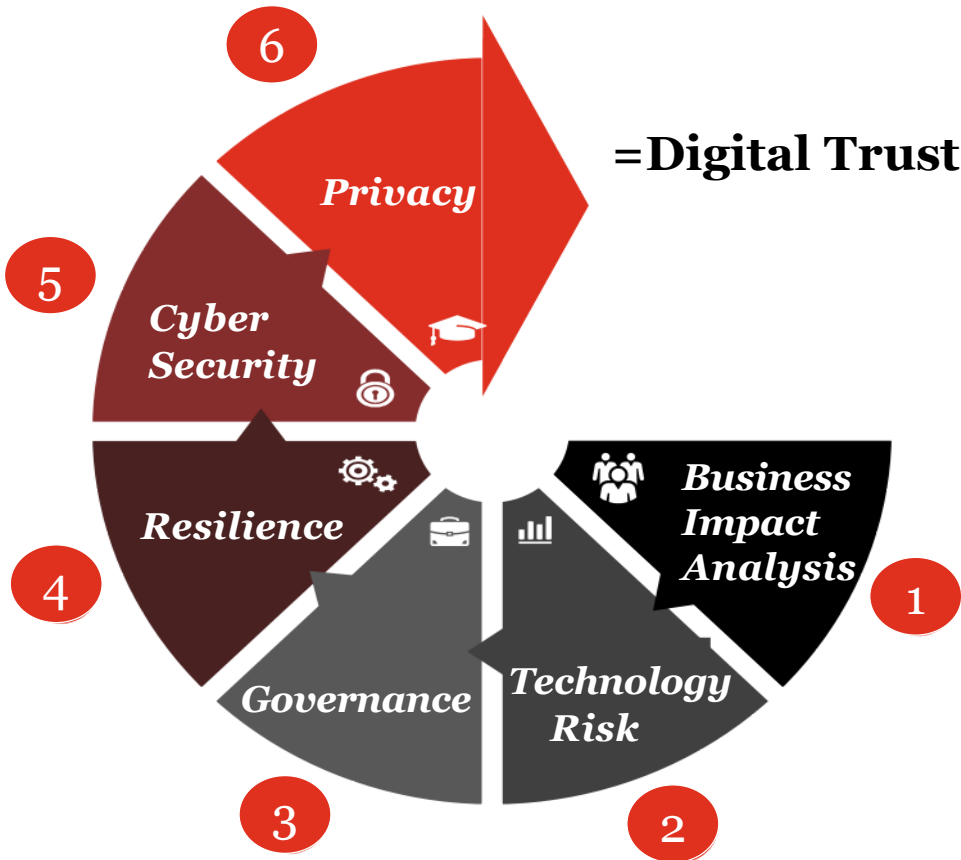 6
=Digital Trust
Privacy
5
Cyber
Security
Business
Impact
Analysis
Resilience
4
1
Governance
Technology
Risk
3
2